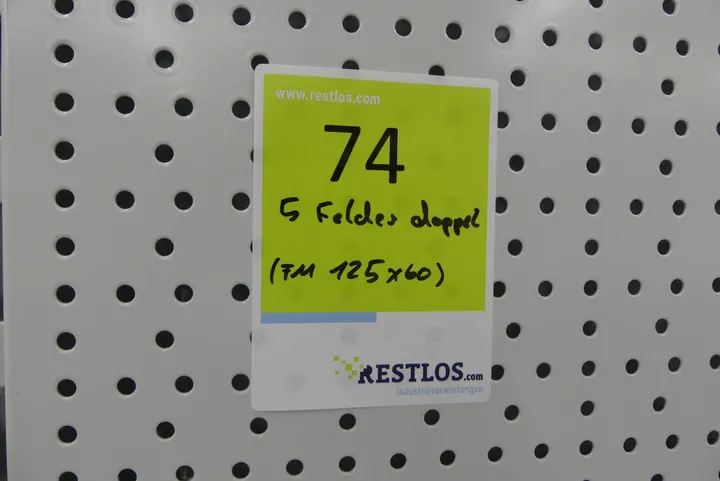 www.restlos.com
74
5 Felder doppel
(FM 125x60)
RESTLOS.com
industrieverwertungen